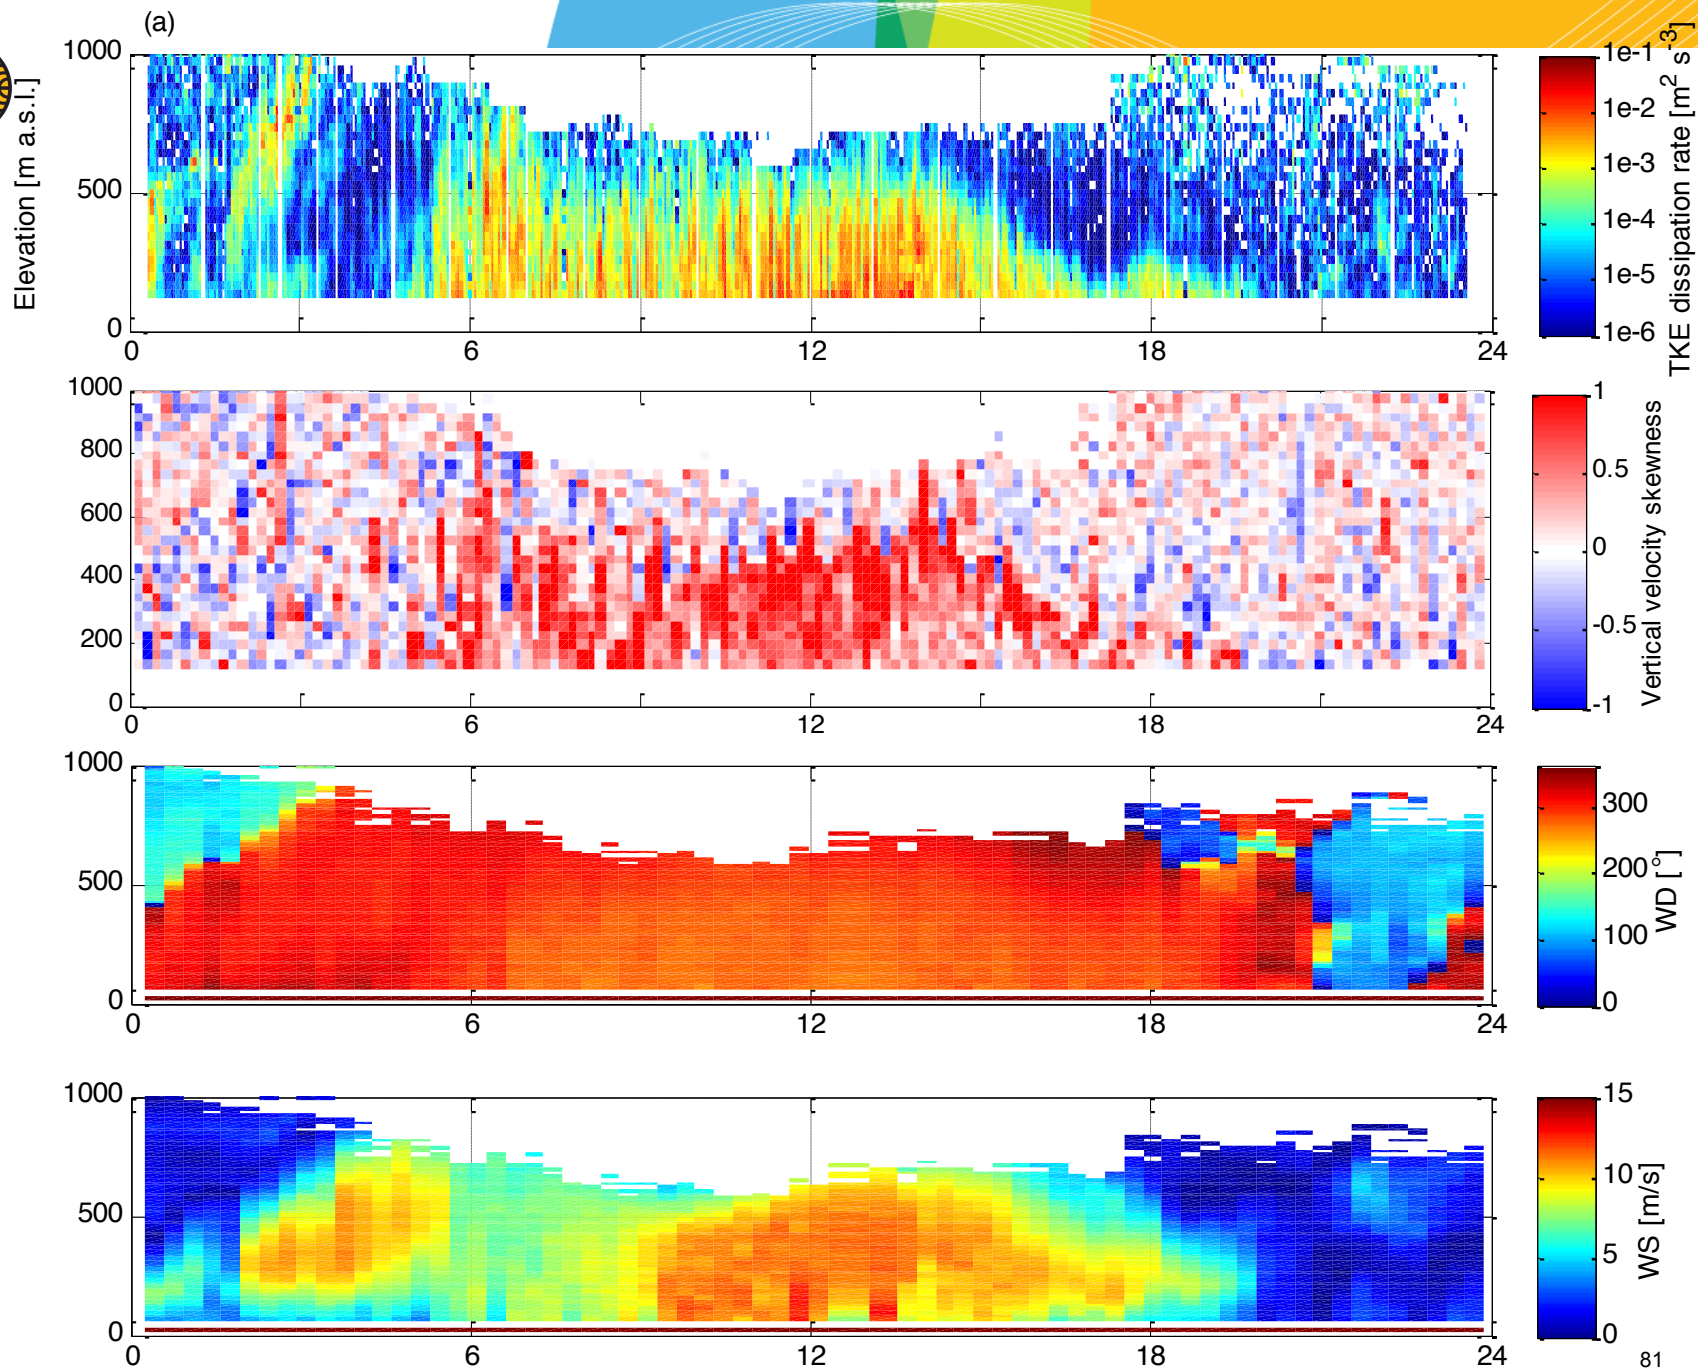 (a)
Elevation [m a.s.l.]
1000
500
0
0 6 12 18 24
1e-1
1e-2
1e-3
1e-4
1e-5
1e-6
TKE dissipation rate [m2 s-3]
1000
800
600
400
200
0
0 6 12 18 24
1
0.5
0
-0.5
-1
Vertical velocity skewness
1000
500
0
0 6 12 18 24
300
200
100
0
WD [°]
1000
500
0
0 6 12 18 24
15
10
5
0
WS [m/s]
81